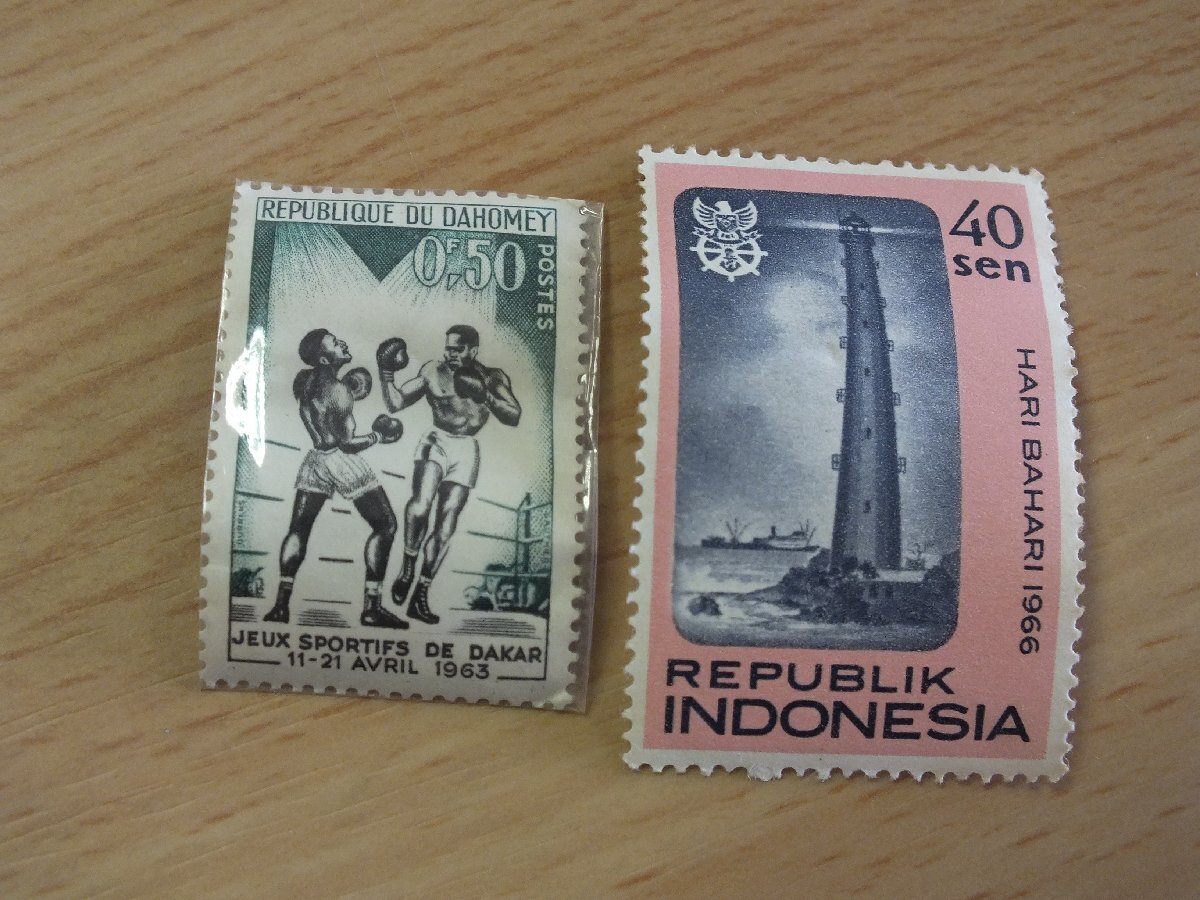 REPUBLIQUE DU DAHOMEY
0F,50
POSTES
JEUX SPORTIFS DE DAKAR
11-21 AVRIL 1963
40
sen
HARI BAHARI 1966
REPUBLIK
INDONESIA